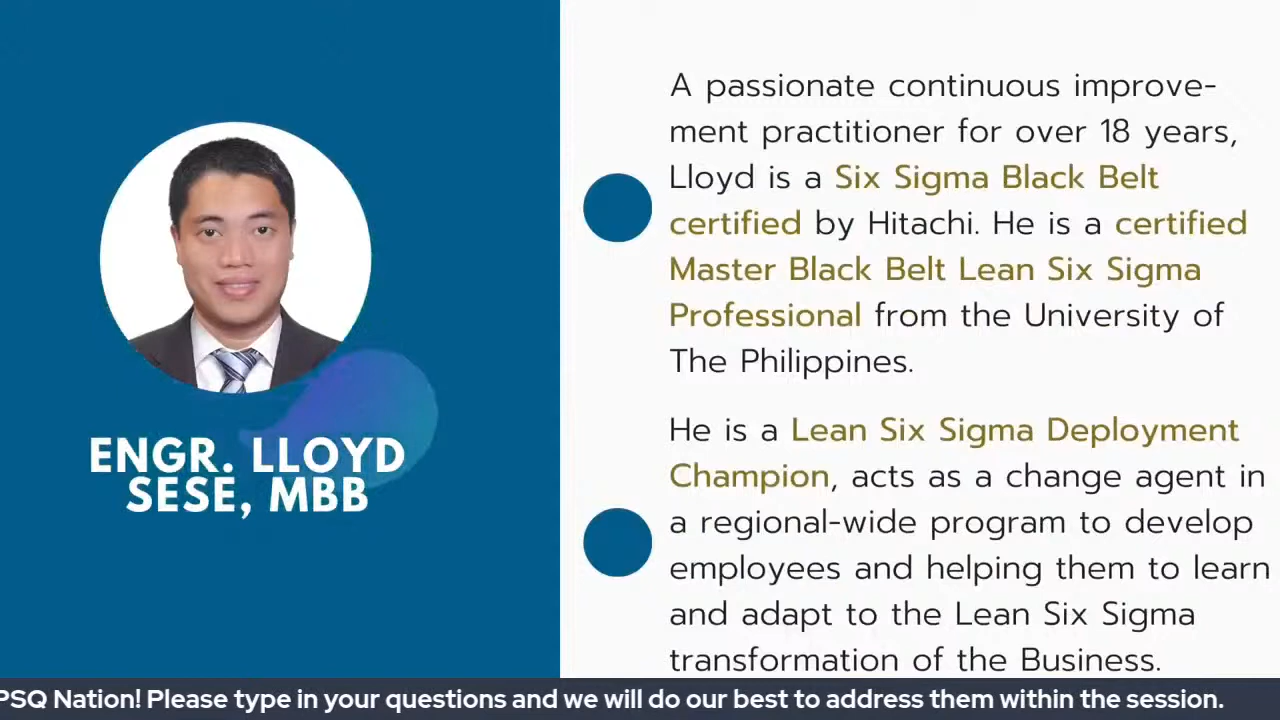 ENGR. LLOYD
SESE, MBB
A passionate continuous improve-
ment practitioner for over 18 years,
Lloyd is a Six Sigma Black Belt
certified by Hitachi. He is a certified
Master Black Belt Lean Six Sigma
Professional from the University of
The Philippines.
He is a Lean Six Sigma Deployment
Champion, acts as a change agent in
a regional-wide program to develop
employees and helping them to learn
and adapt to the Lean Six Sigma
transformation of the Business.
PSQ Nation! Please type in your questions and we will do our best to address them within the session.